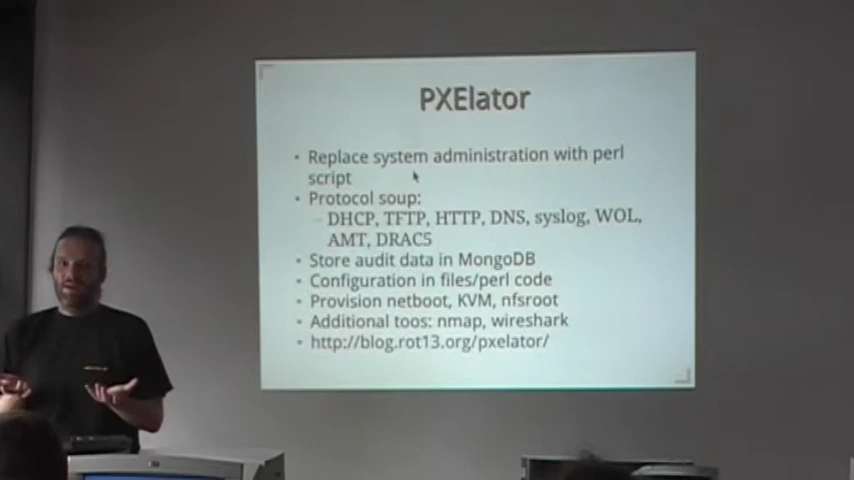 PXElator
• Replace system administration with perl
script
• Protocol soup:
– DHCP, TFTP, HTTP, DNS, syslog, WOL,
AMT, DRAC5
• Store audit data in MongoDB
• Configuration in files/perl code
• Provision netboot, KVM, nfsroot
• Additional toos: nmap, wireshark
• http://blog.rot13.org/pxelator/